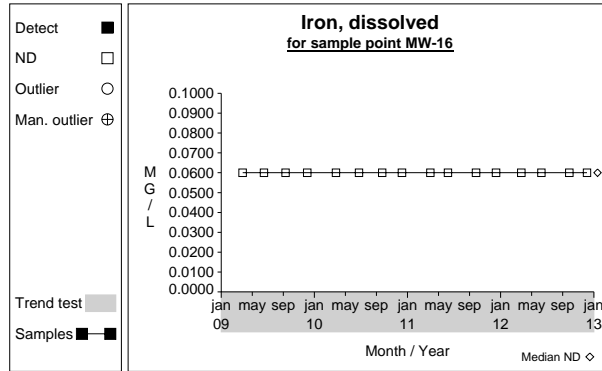 Detect
ND
Outlier
Man. outlier
Trend test
Samples
Iron, dissolved
for sample point MW-16
M
G
/
L
0.1000
0.0900
0.0800
0.0700
0.0600
0.0500
0.0400
0.0300
0.0200
0.0100
0.0000
jan may sep jan may sep jan may sep jan may sep jan
09 10 11 12 13
Month / Year
Median ND